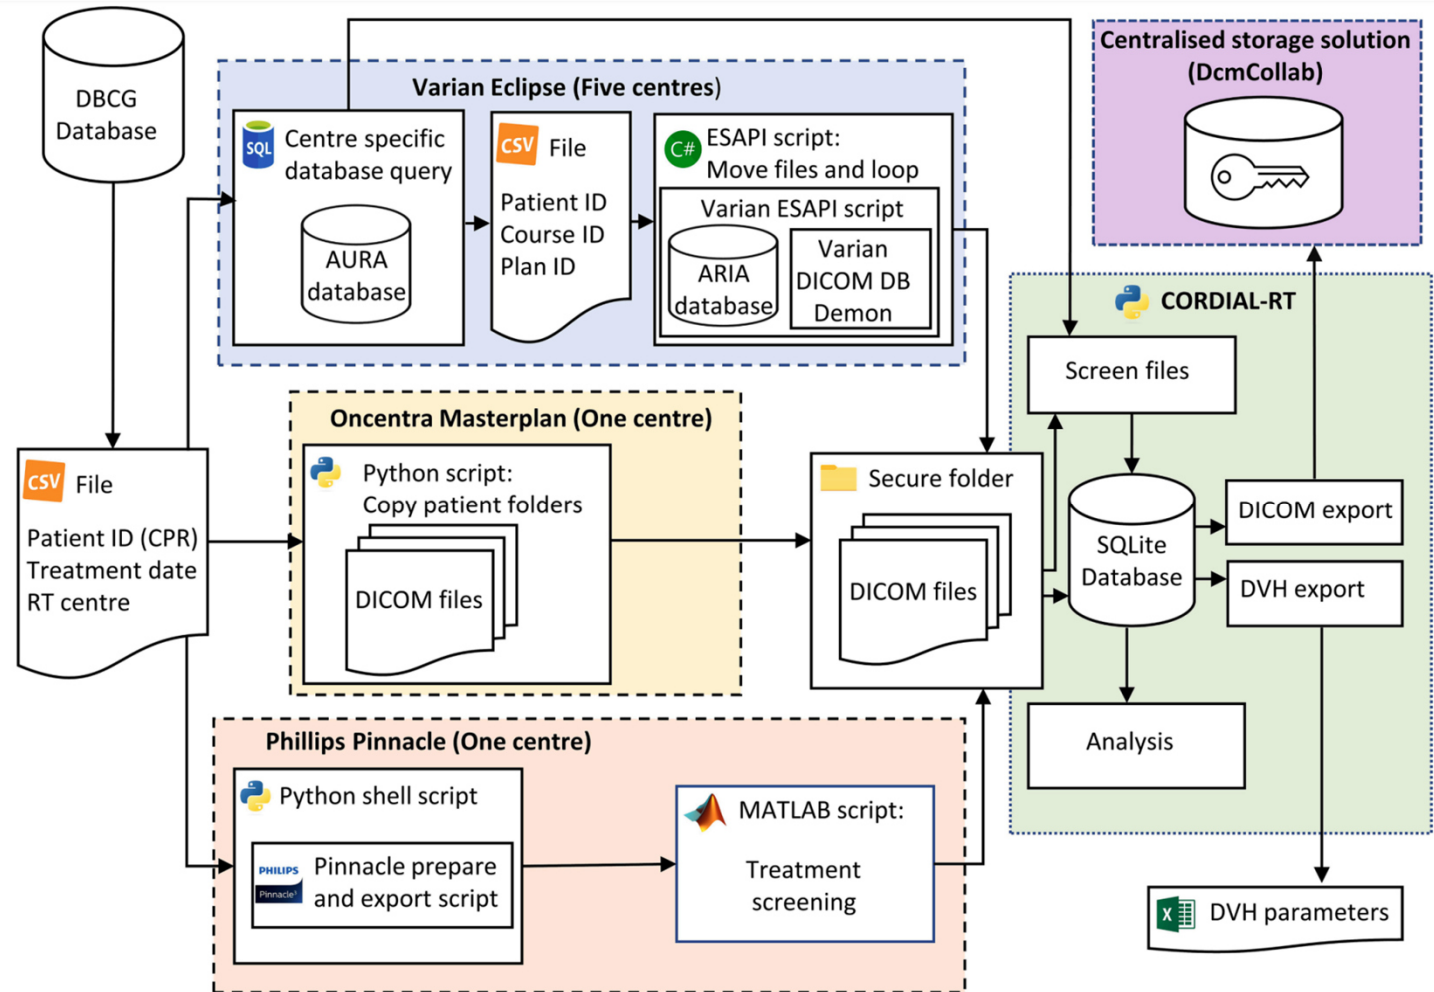 DBCG
Database
CSV
File
Patient ID (CPR)
Treatment date
RT centre
Varian Eclipse (Five centres)
SQL
Centre specific
database query
AURA
database
CSV
File
Patient ID
Course ID
Plan ID
C#
ESAPI script:
Move files and loop
Varian ESAPI script
ARIA
database
Varian
DICOM DB
Demon
Oncentra Masterplan (One centre)
Python script:
Copy patient folders
DICOM files
Phillips Pinnacle (One centre)
Python shell script
PHILIPS
Pinnacle³
Pinnacle prepare
and export script
MATLAB script:
Treatment
screening
Secure folder
DICOM files
Centralised storage solution
(DcmCollab)
CORDIAL-RT
Screen files
SQLite
Database
DICOM export
DVH export
Analysis
X
DVH parameters